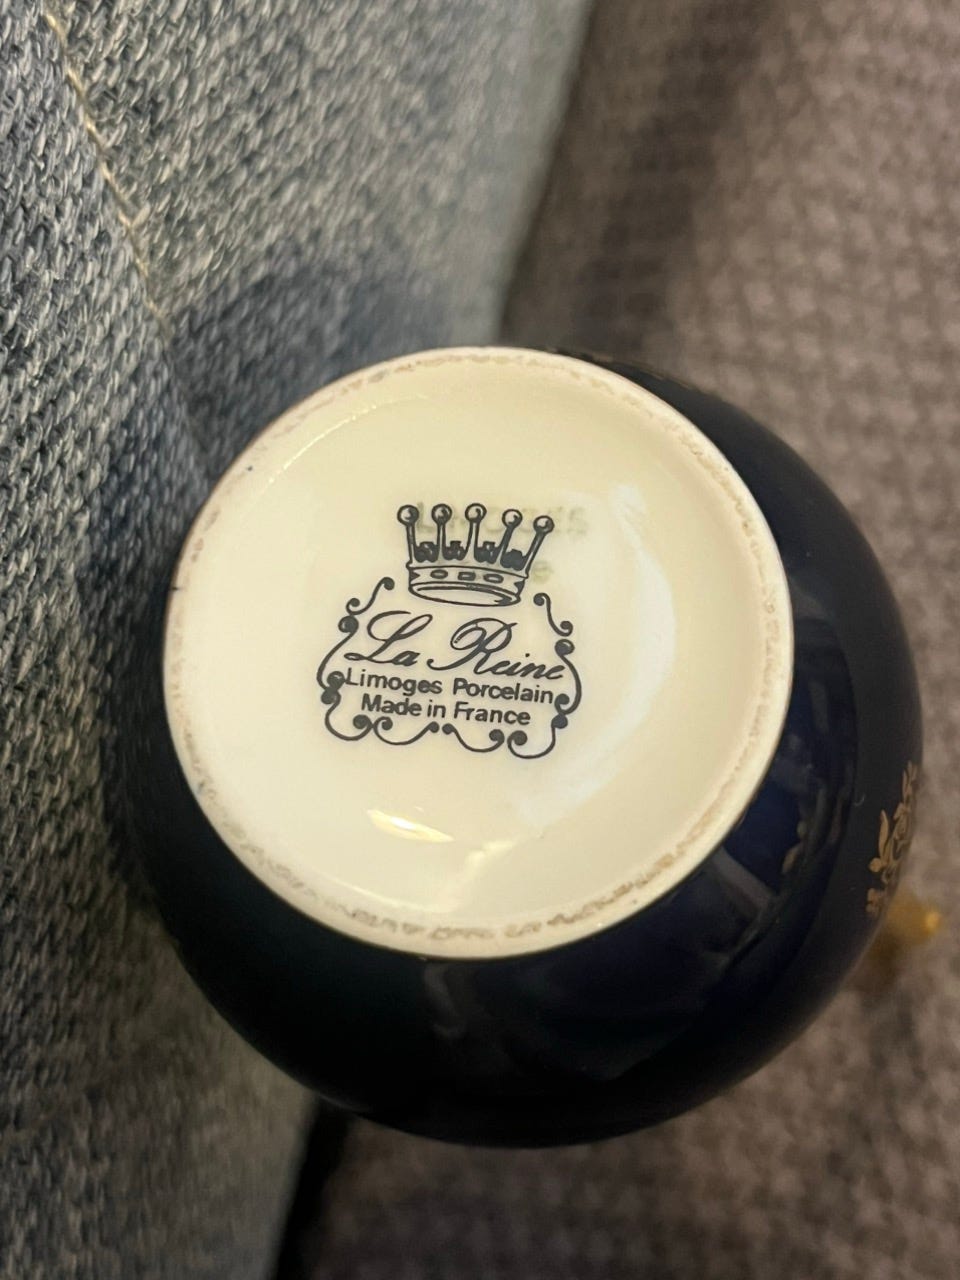 La Reine
Limoges Porcelain
Made in France